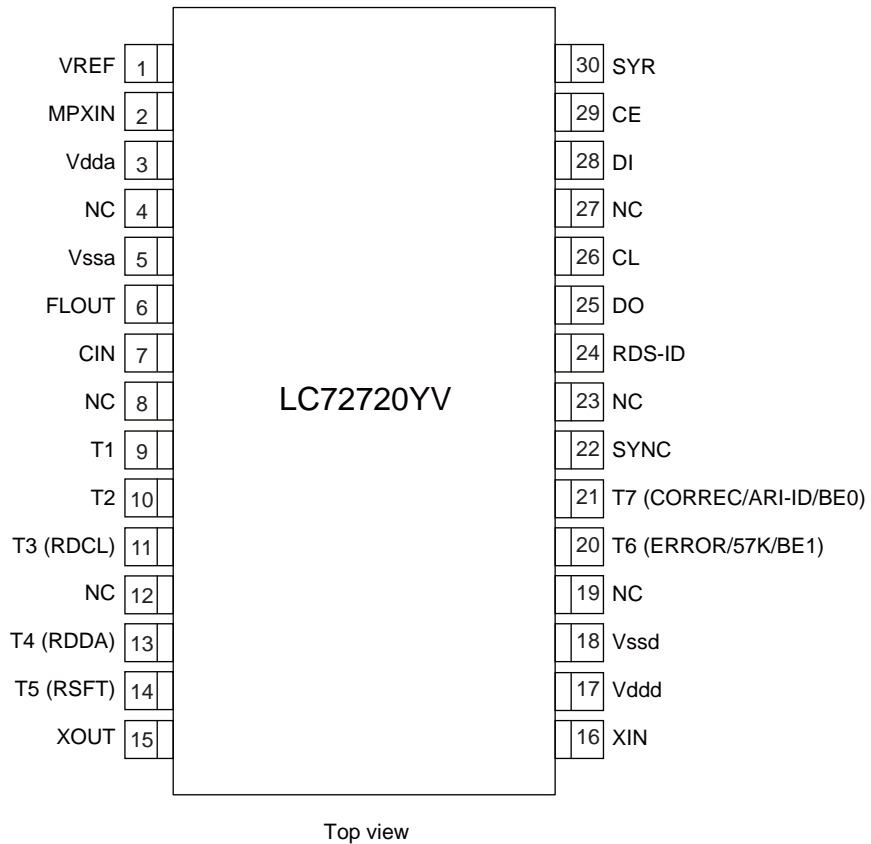 VREF 1 30 SYR
MPXIN 2 29 CE
Vdda 3 28 DI
NC 4 27 NC
Vssa 5 26 CL
FLOUT 6 25 DO
CIN 7 24 RDS-ID
NC 8 LC72720YV 23 NC
T1 9 22 SYNC
T2 10 21 T7 (CORREC/ARI-ID/BE0)
T3 (RDCL) 11 20 T6 (ERROR/57K/BE1)
NC 12 19 NC
T4 (RDDA) 13 18 Vssd
T5 (RSFT) 14 17 Vddd
XOUT 15 16 XIN
Top view